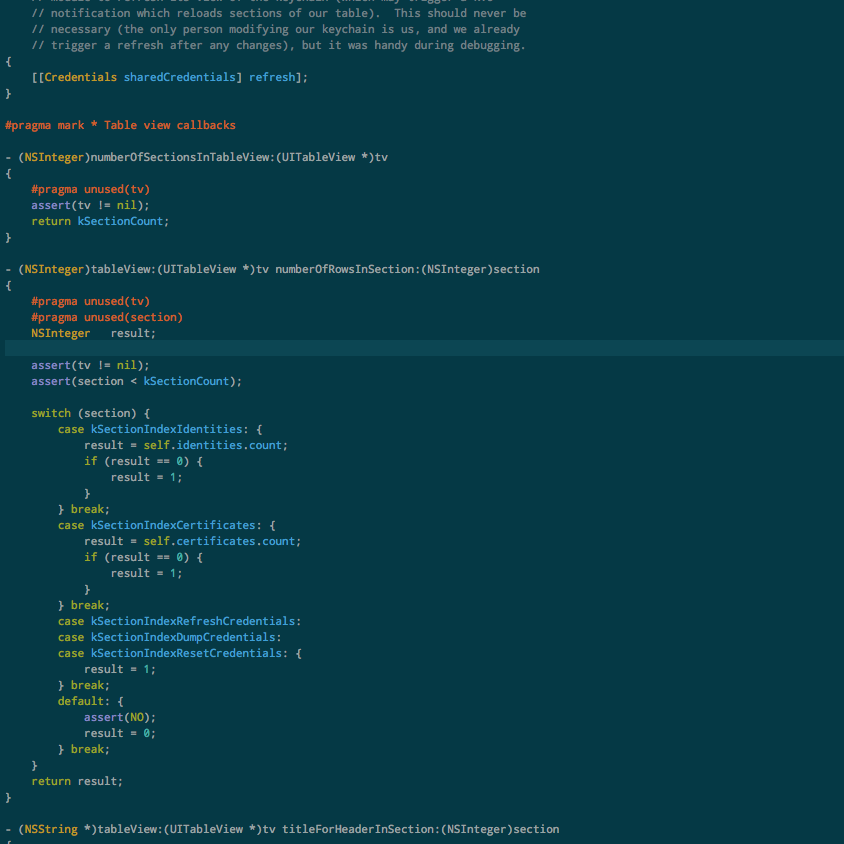 // notification which reloads sections of our table).  This should never be
// necessary (the only person modifying our keychain is us, and we already
// trigger a refresh after any changes), but it was handy during debugging.
{
    [[Credentials sharedCredentials] refresh];
}

#pragma mark * Table view callbacks

- (NSInteger)numberOfSectionsInTableView:(UITableView *)tv
{
    #pragma unused(tv)
    assert(tv != nil);
    return kSectionCount;
}

- (NSInteger)tableView:(UITableView *)tv numberOfRowsInSection:(NSInteger)section
{
    #pragma unused(tv)
    #pragma unused(section)
    NSInteger   result;

    assert(tv != nil);
    assert(section < kSectionCount);

    switch (section) {
        case kSectionIndexIdentities: {
            result = self.identities.count;
            if (result == 0) {
                result = 1;
            }
        } break;
        case kSectionIndexCertificates: {
            result = self.certificates.count;
            if (result == 0) {
                result = 1;
            }
        } break;
        case kSectionIndexRefreshCredentials:
        case kSectionIndexDumpCredentials:
        case kSectionIndexResetCredentials: {
            result = 1;
        } break;
        default: {
            assert(NO);
            result = 0;
        } break;
    }
    return result;
}

- (NSString *)tableView:(UITableView *)tv titleForHeaderInSection:(NSInteger)section